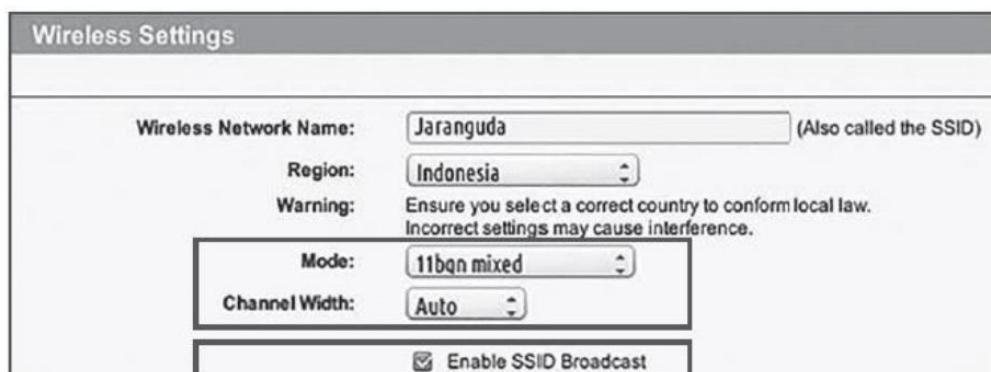 Wireless Settings
Wireless Network Name: Jaranguda (Also called the SSID)
Region: Indonesia
Warning: Ensure you select a correct country to conform local law.
Incorrect settings may cause interference.
Mode: 11bgn mixed
Channel Width: Auto
Enable SSID Broadcast